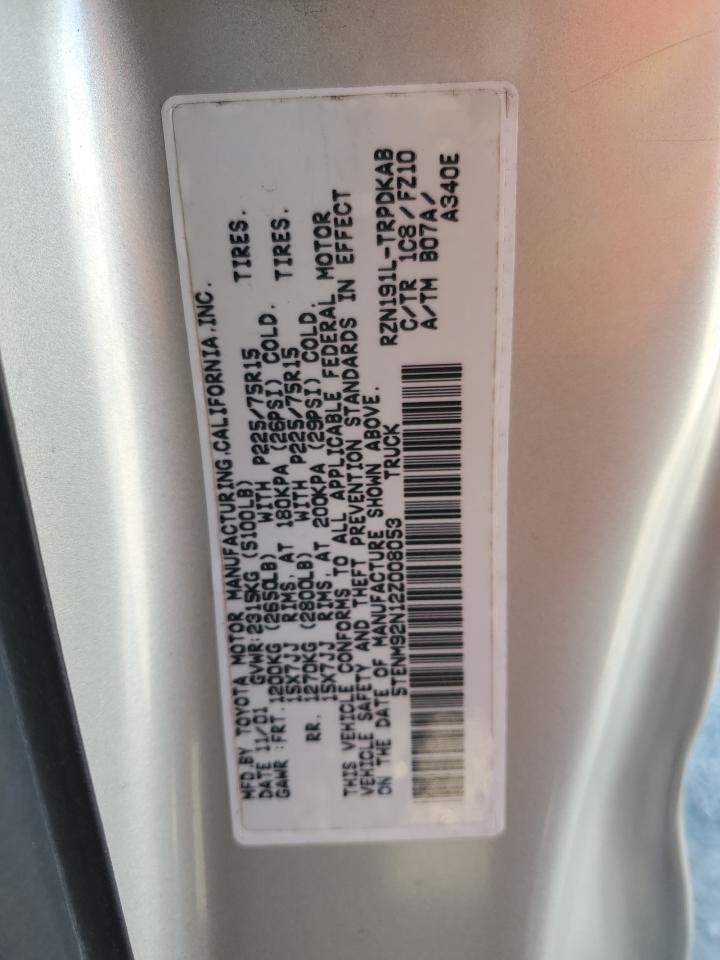 MFD.BY TOYOTA MOTOR MANUFACTURING.CALIFORNIA.INC.
DATE 11/01 GVWR:2315KG (5100LB)
GAWR :FRT.1200KG (2650LB) WITH P225/75R15 TIRES.
15X7JJ RIMS. AT 180KPA (26PSI) COLD.
RR. 1270KG (2800LB) WITH P225/75R15 TIRES.
15X7JJ RIMS. AT 200KPA (29PSI) COLD.
THIS VEHICLE CONFORMS TO ALL APPLICABLE FEDERAL MOTOR
VEHICLE SAFETY AND THEFT PREVENTION STANDARDS IN EFFECT
ON THE DATE OF MANUFACTURE SHOWN ABOVE.
5TENM92N12Z008053 TRUCK
RZN191L-TRPDKAB
C/TR 1C8/FZ10
A/TM B07A/
A340E